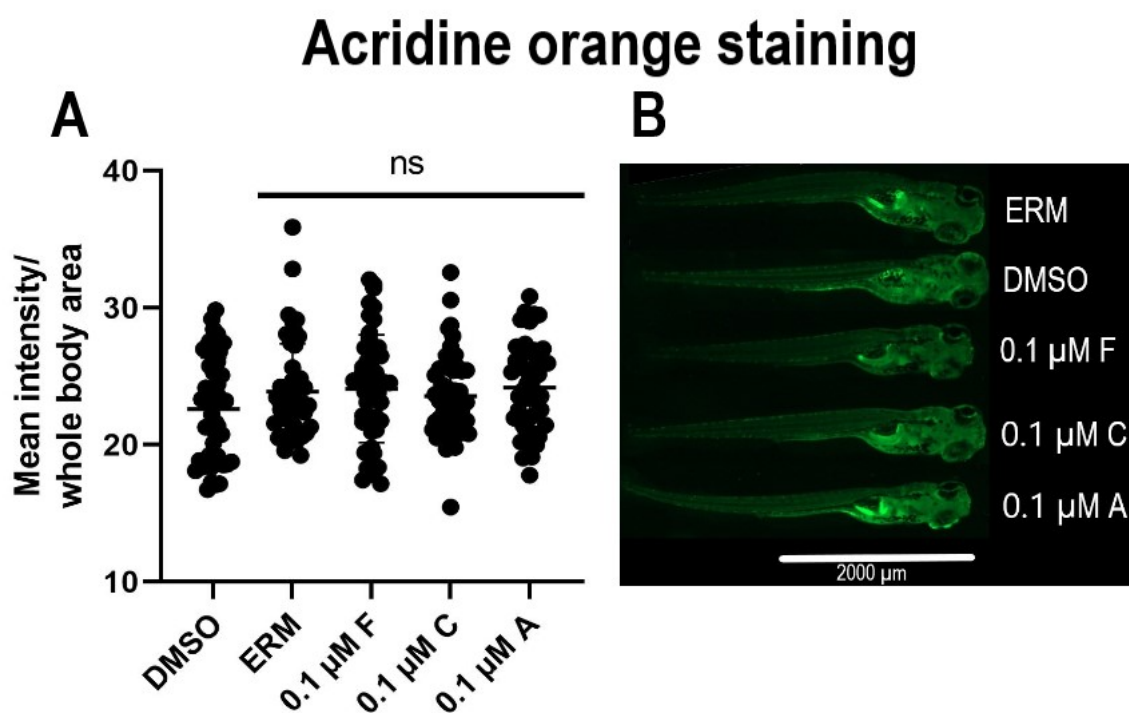 Acridine orange staining
A
B
ns
Mean intensity/
whole body area
40
30
20
10
DMSO
ERM
0.1 µM F
0.1 µM C
0.1 µM A
ERM
DMSO
0.1 µM F
0.1 µM C
0.1 µM A
2000 µm